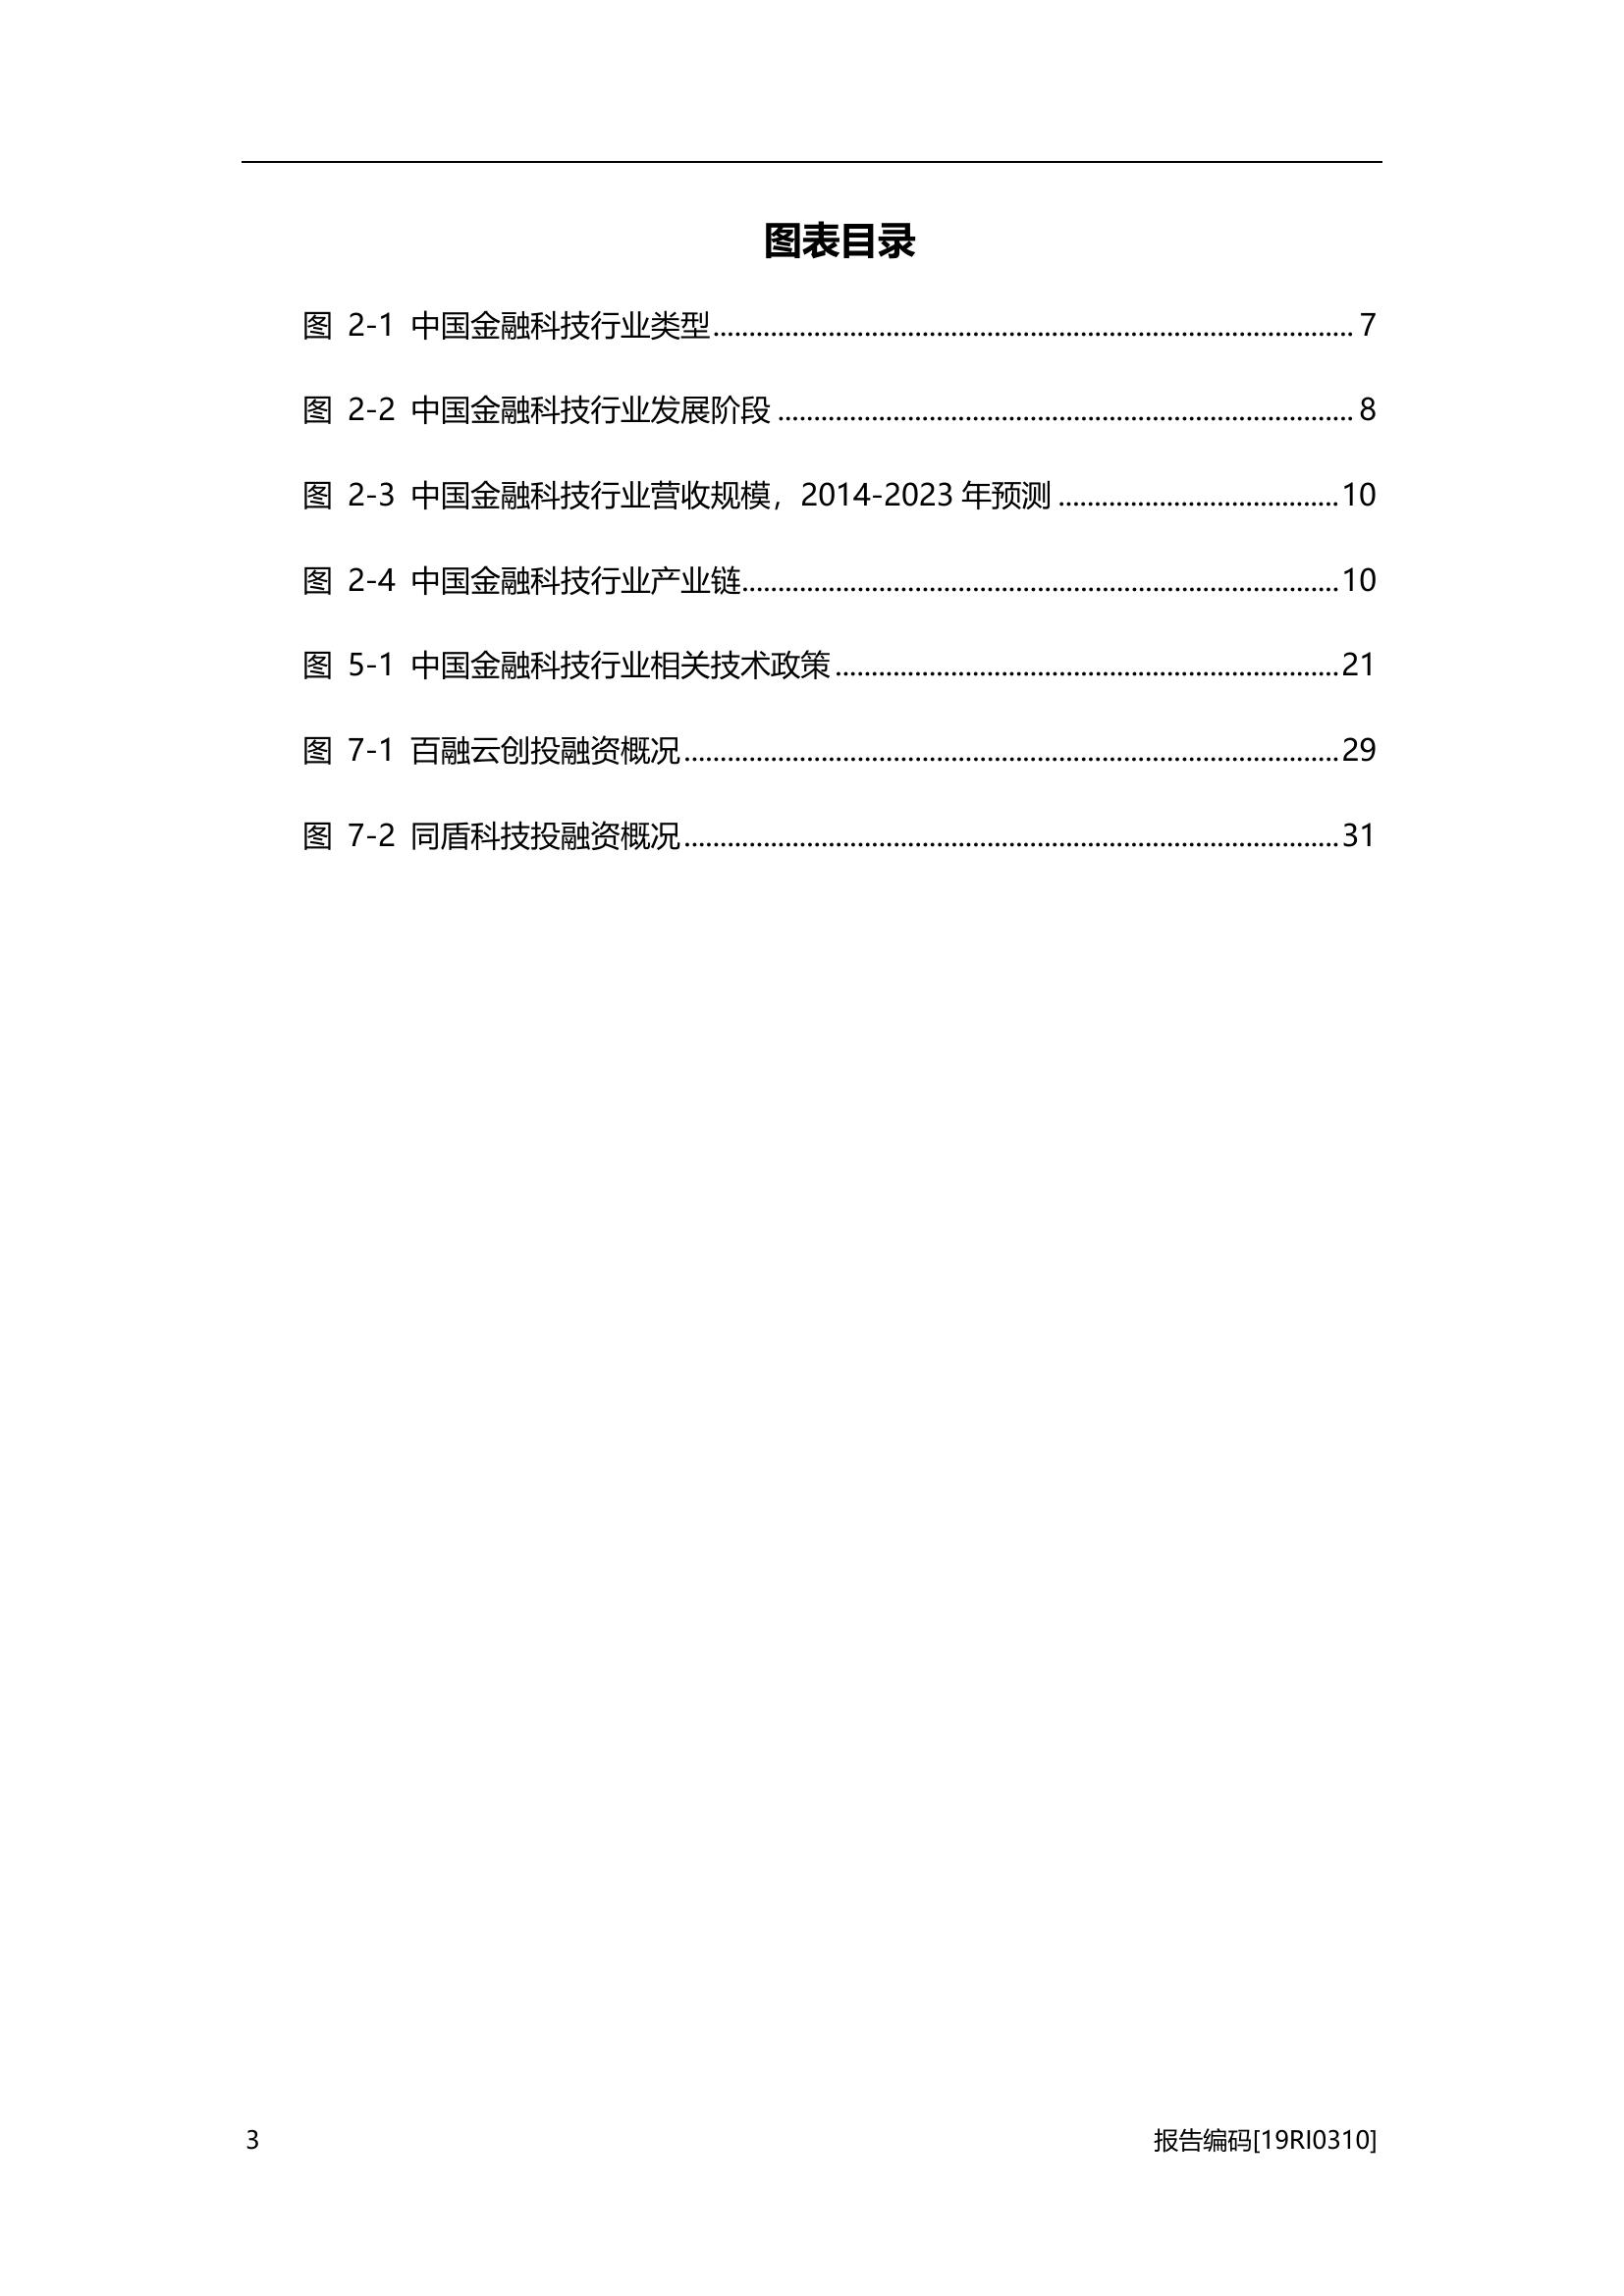 图表目录
图 2-1 中国金融科技行业类型........................................................................................ 7
图 2-2 中国金融科技行业发展阶段 ............................................................................... 8
图 2-3 中国金融科技行业营收规模，2014-2023 年预测 .......................................10
图 2-4 中国金融科技行业产业链...................................................................................10
图 5-1 中国金融科技行业相关技术政策 ......................................................................21
图 7-1 百融云创投融资概况...........................................................................................29
图 7-2 同盾科技投融资概况...........................................................................................31
3 报告编码[19RI0310]